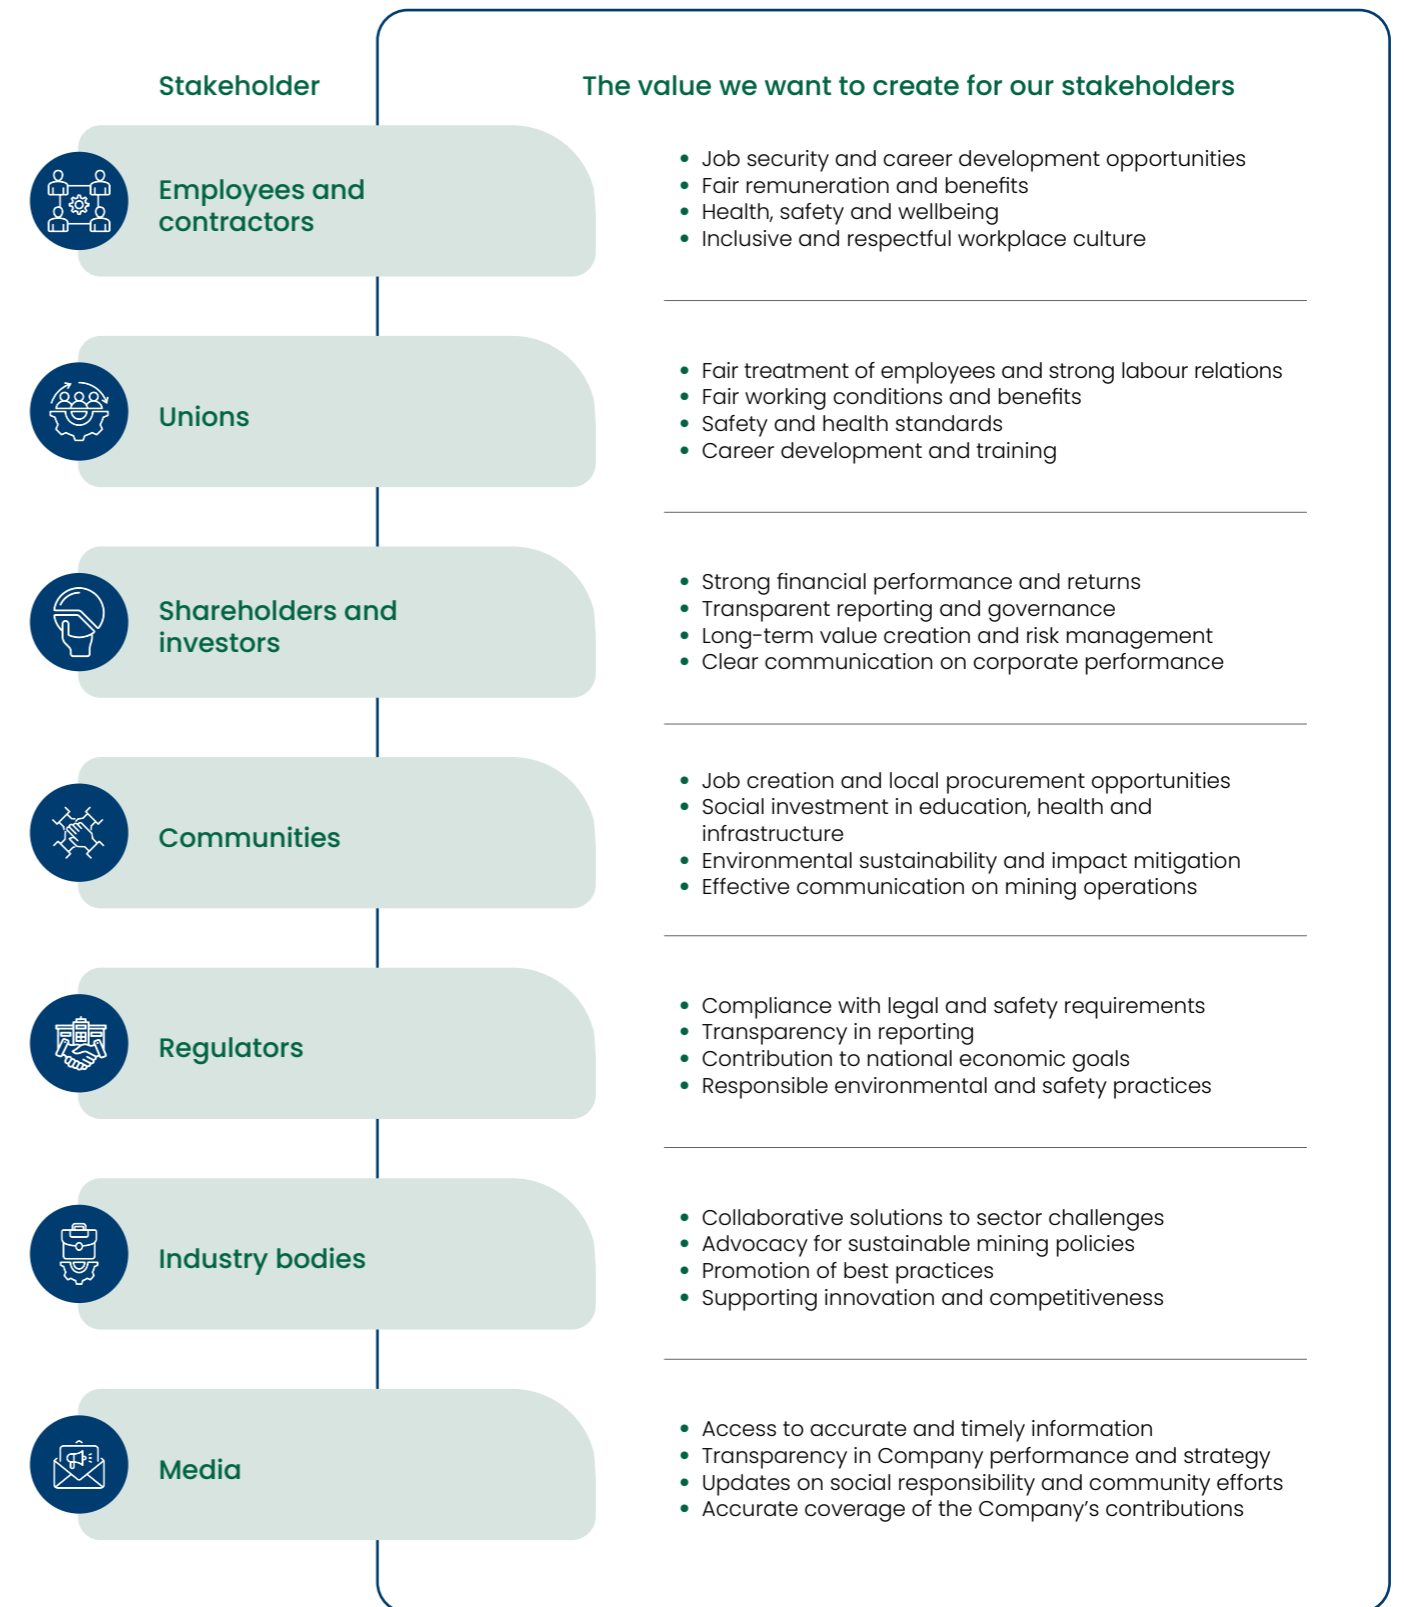 Stakeholder
The value we want to create for our stakeholders
Employees and
contractors
• Job security and career development opportunities
• Fair remuneration and benefits
• Health, safety and wellbeing
• Inclusive and respectful workplace culture
Unions
• Fair treatment of employees and strong labour relations
• Fair working conditions and benefits
• Safety and health standards
• Career development and training
Shareholders and
investors
• Strong financial performance and returns
• Transparent reporting and governance
• Long-term value creation and risk management
• Clear communication on corporate performance
Communities
• Job creation and local procurement opportunities
• Social investment in education, health and
infrastructure
• Environmental sustainability and impact mitigation
• Effective communication on mining operations
Regulators
• Compliance with legal and safety requirements
• Transparency in reporting
• Contribution to national economic goals
• Responsible environmental and safety practices
Industry bodies
• Collaborative solutions to sector challenges
• Advocacy for sustainable mining policies
• Promotion of best practices
• Supporting innovation and competitiveness
Media
• Access to accurate and timely information
• Transparency in Company performance and strategy
• Updates on social responsibility and community efforts
• Accurate coverage of the Company’s contributions